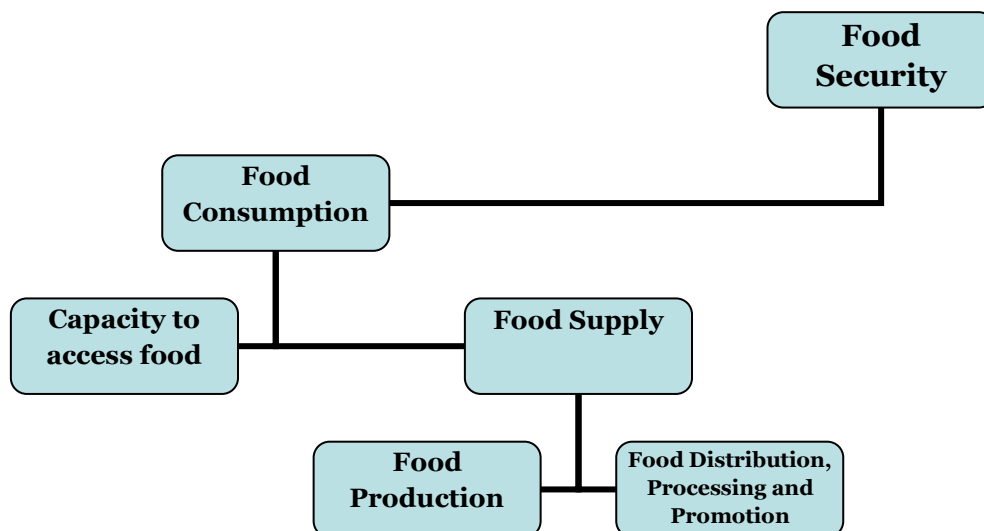 Food
Security
Food
Consumption
Capacity to
access food
Food Supply
Food
Production
Food Distribution,
Processing and
Promotion